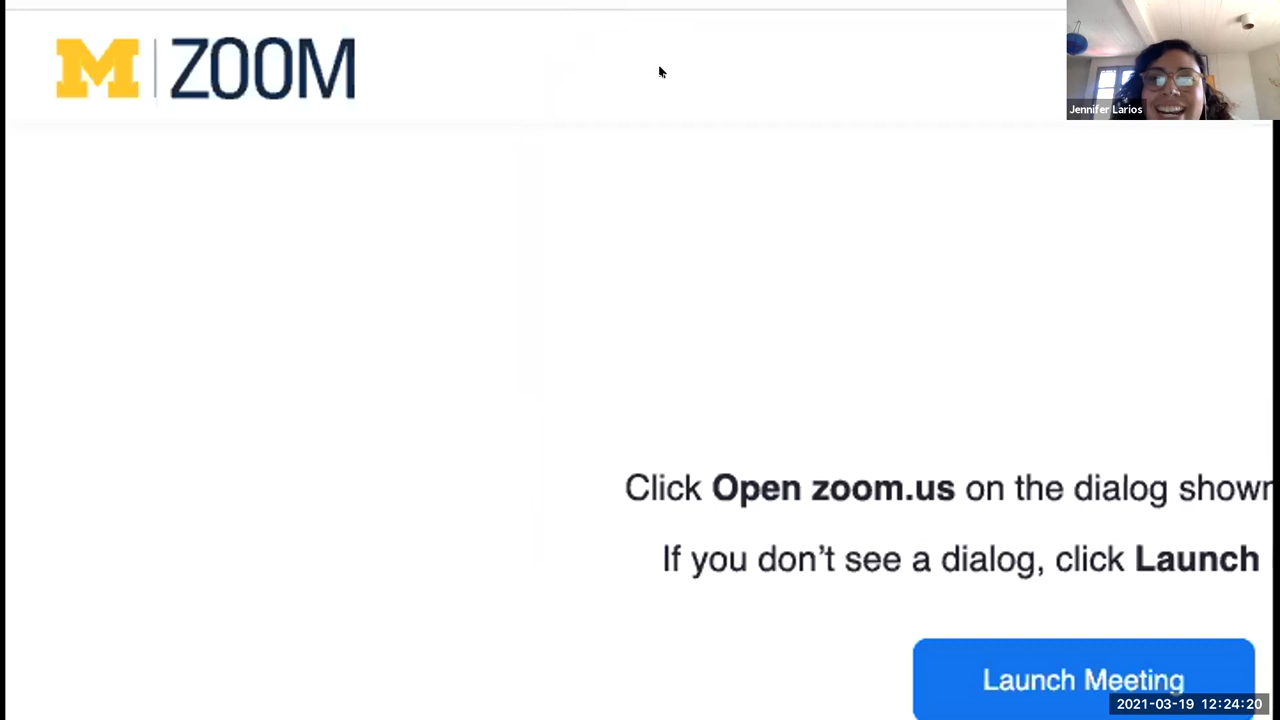 M | ZOOM
Jennifer Larios
Click Open zoom.us on the dialog shown
If you don't see a dialog, click Launch
Launch Meeting
2021-03-19 12:24:20